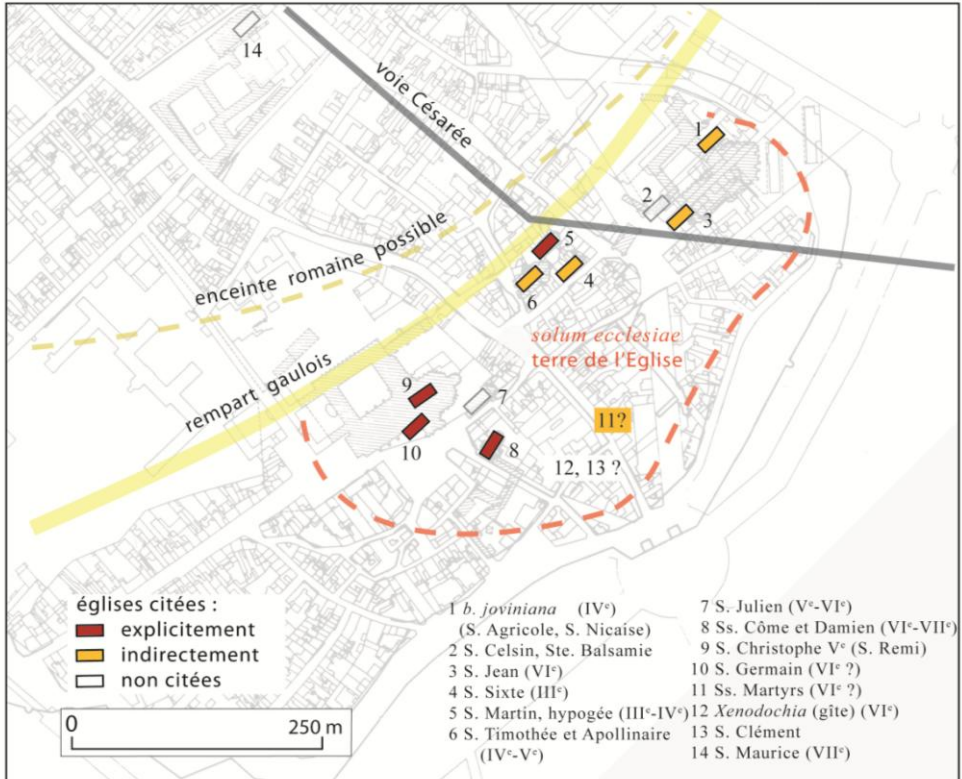 14
voie Césarée
1
2
3
enceinte romaine possible
5
4
6
solum ecclesiae
terre de l'Eglise
rempart gaulois
9
7
11?
10
8
12, 13 ?
églises citées :
explicitement
indirectement
non citées
0 250 m
1 b. joviniana (IVe)
(S. Agricole, S. Nicaise)
2 S. Celsin, Ste. Balsamie
3 S. Jean (VIe)
4 S. Sixte (IIIe)
5 S. Martin, hypogée (IIIe-IVe)
6 S. Timothée et Apollinaire
(IVe-Ve)
7 S. Julien (Ve-VIe)
8 Ss. Côme et Damien (VIe-VIIe)
9 S. Christophe Ve (S. Remi)
10 S. Germain (VIe ?)
11 Ss. Martyrs (VIe ?)
12 Xenodochia (gîte) (VIe)
13 S. Clément
14 S. Maurice (VIIe)